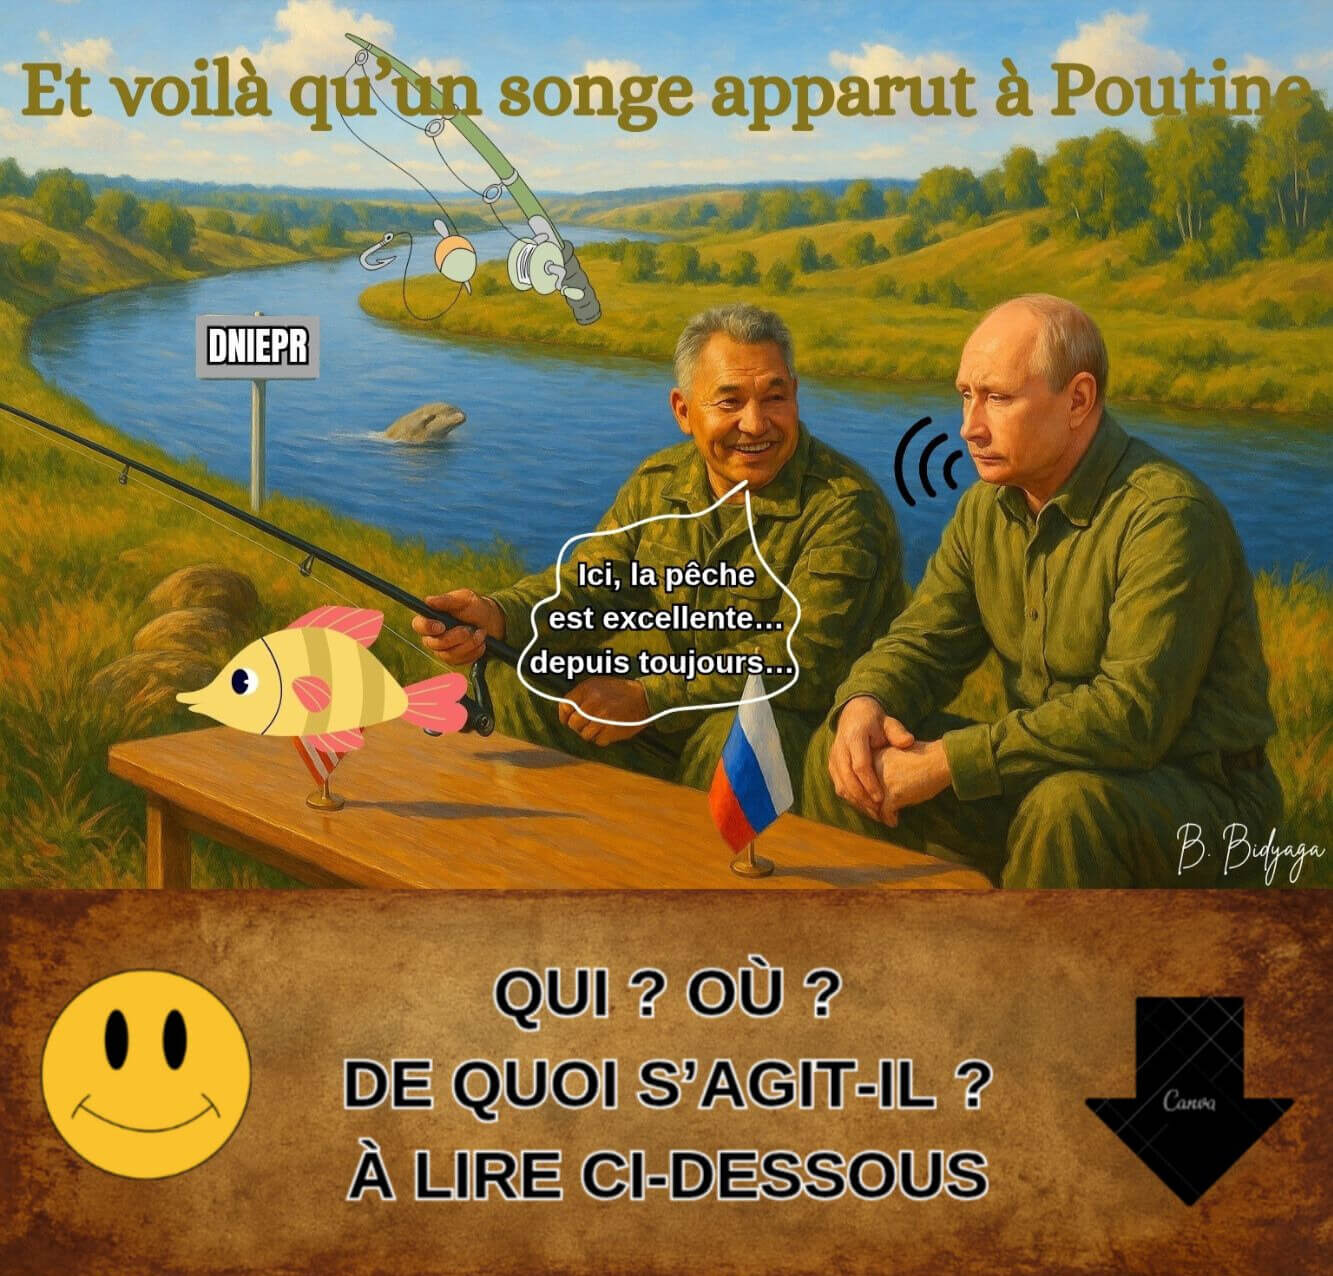 Et voilà qu'un songe apparut à Poutine
DNIEPR
Ici, la pêche
est excellente...
depuis toujours...
B. Bidyaga
QUI ? OÙ ?
DE QUOI S'AGIT-IL ?
À LIRE CI-DESSOUS
Canva